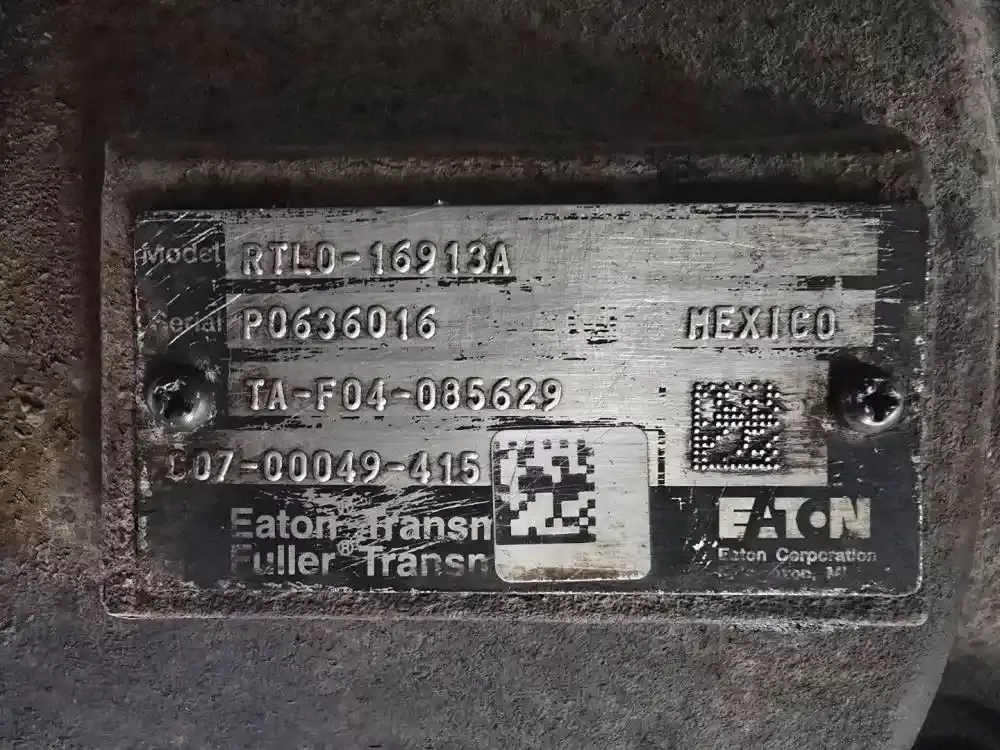 Model RTLO-16913A
Serial P0636016 MEXICO
TA-F04-085629
C07-00049-415
Eaton® Transm
Fuller® Transm
EATON
Eaton Corporation
MI